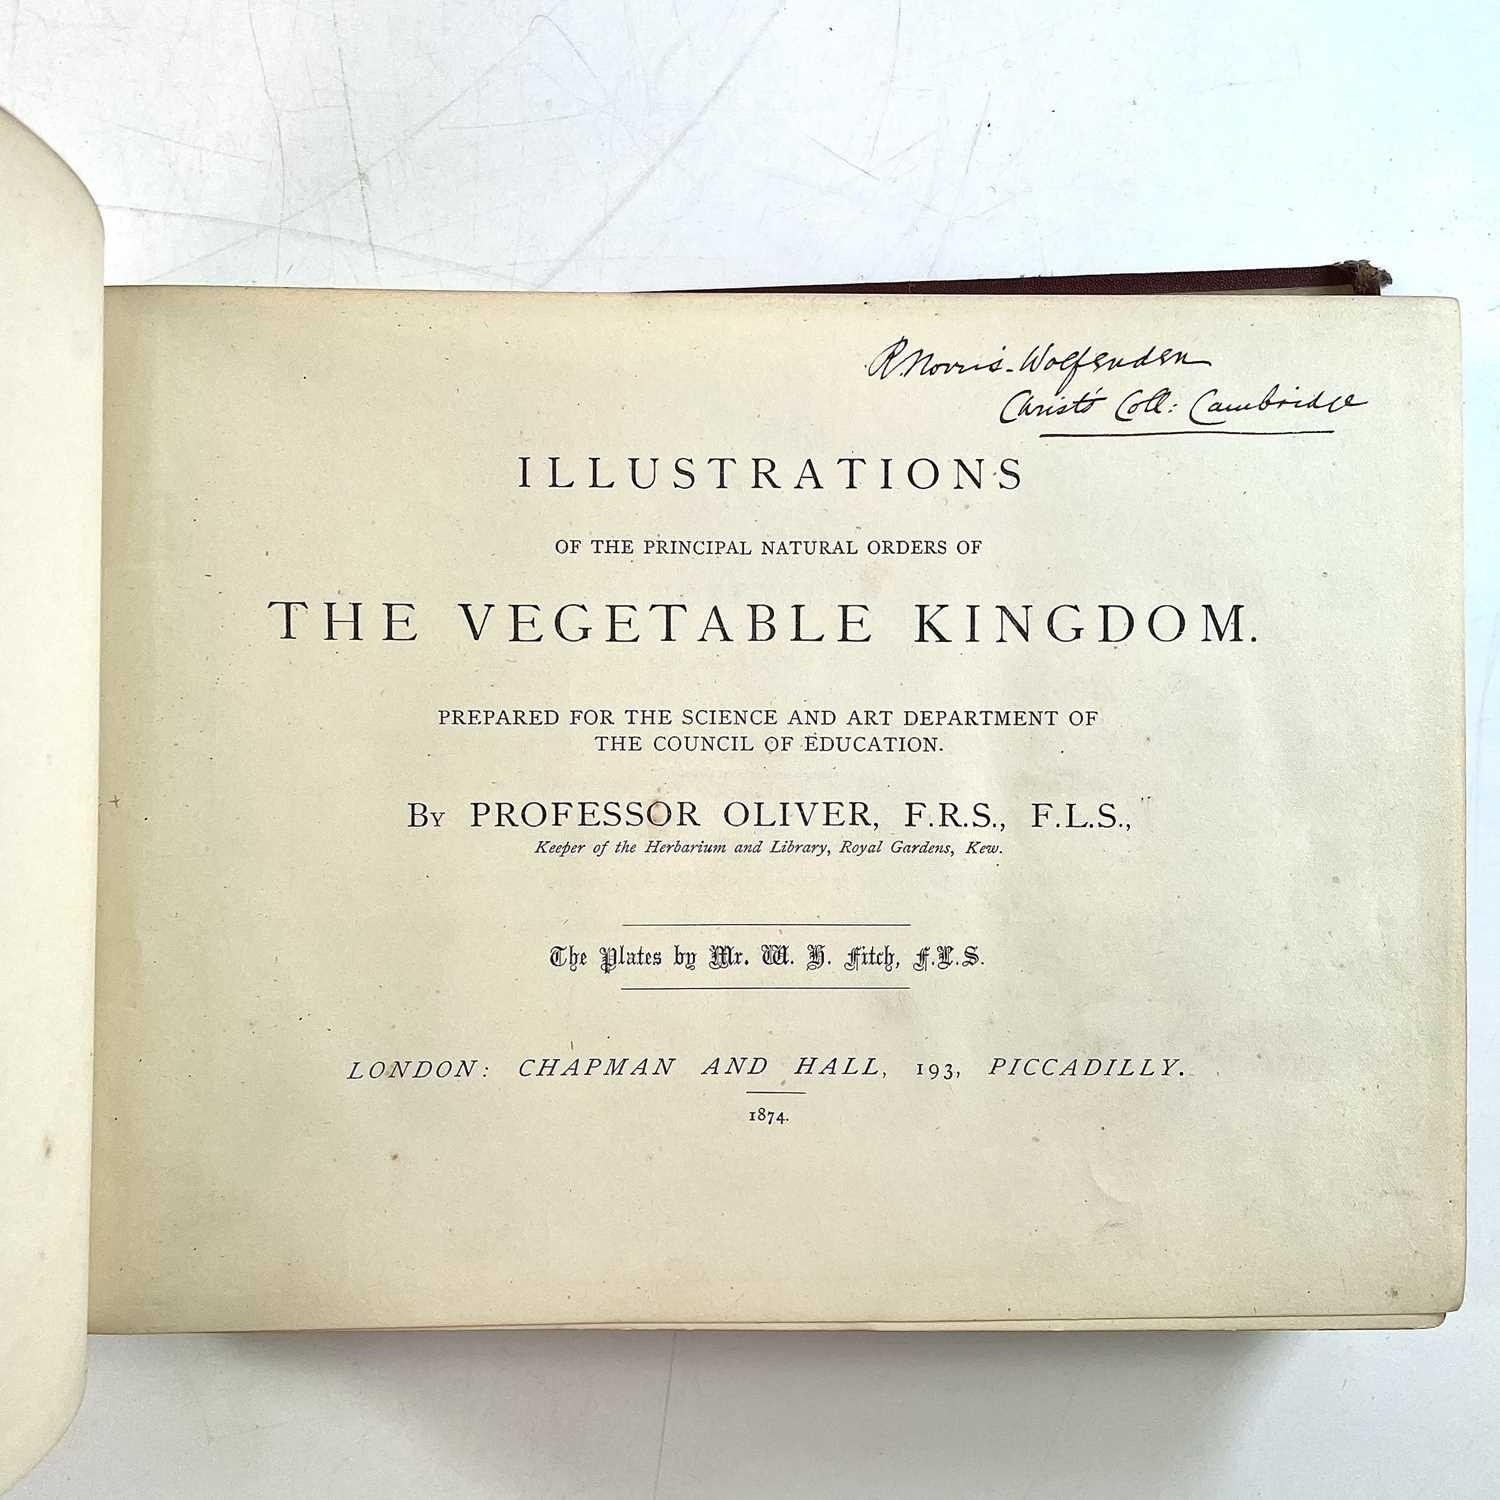 R. Norris-Wolfenden
Christ's Coll: Cambridge
ILLUSTRATIONS
OF THE PRINCIPAL NATURAL ORDERS OF
THE VEGETABLE KINGDOM.
PREPARED FOR THE SCIENCE AND ART DEPARTMENT OF
THE COUNCIL OF EDUCATION.
BY PROFESSOR OLIVER, F.R.S., F.L.S.,
Keeper of the Herbarium and Library, Royal Gardens, Kew.
The Plates by Mr. W. H. Fitch, F.L.S.
LONDON: CHAPMAN AND HALL, 193, PICCADILLY.
1874.